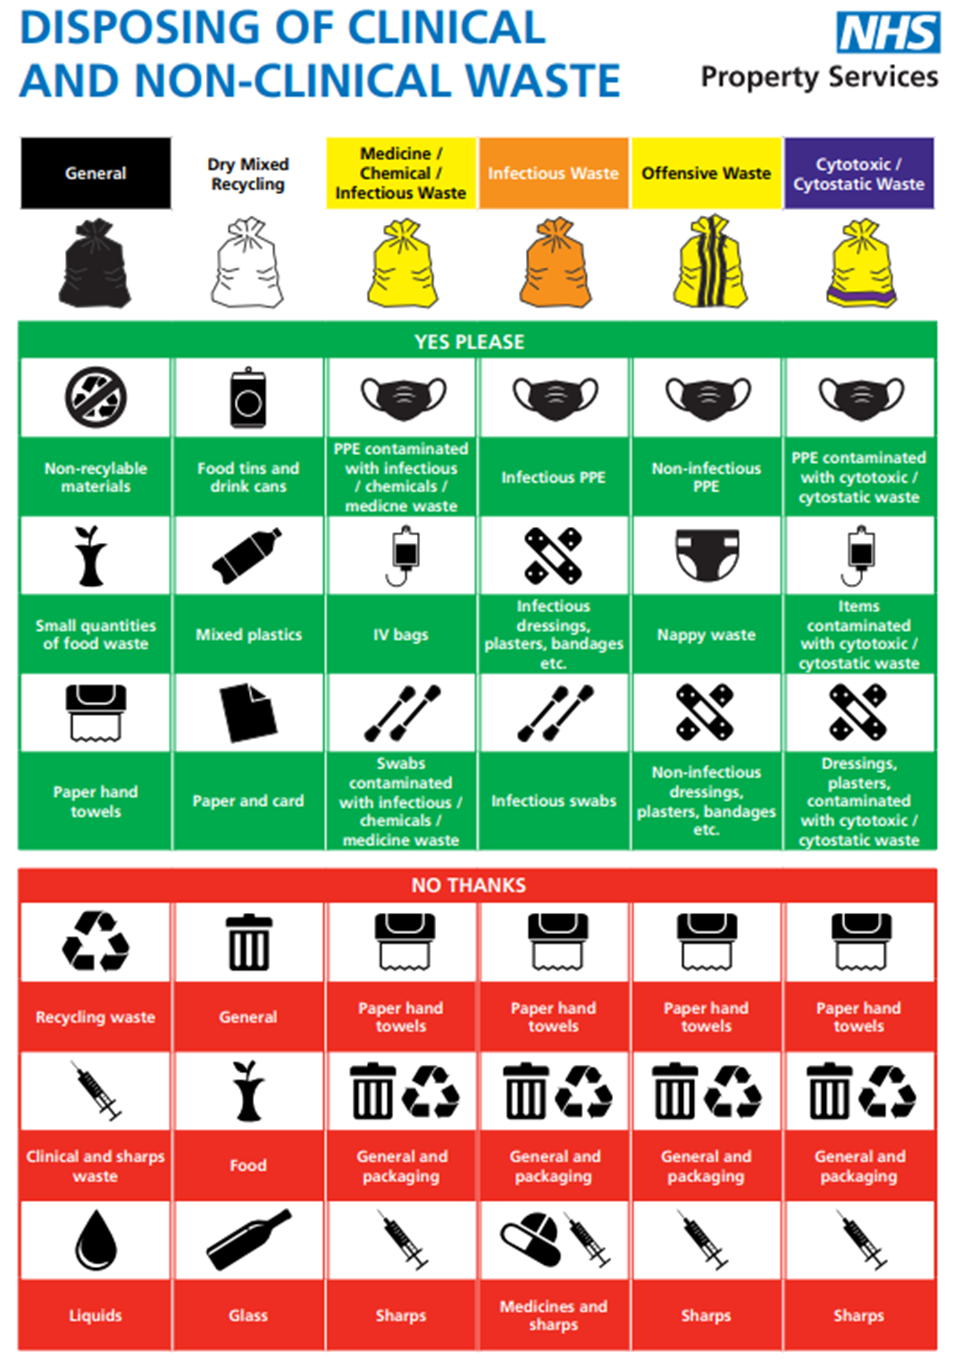 DISPOSING OF CLINICAL
AND NON-CLINICAL WASTE
NHS
Property Services
General
Dry Mixed
Recycling
Medicine /
Chemical /
Infectious Waste
Infectious Waste
Offensive Waste
Cytotoxic /
Cytostatic Waste
YES PLEASE
Non-recylable
materials
Food tins and
drink cans
PPE contaminated
with infectious
/ chemicals /
medicne waste
Infectious PPE
Non-infectious
PPE
PPE contaminated
with cytotoxic /
cytostatic waste
Small quantities
of food waste
Mixed plastics
IV bags
Infectious
dressings,
plasters, bandages
etc.
Nappy waste
Items
contaminated
with cytotoxic /
cytostatic waste
Paper hand
towels
Paper and card
Swabs
contaminated
with infectious /
chemicals /
medicine waste
Infectious swabs
Non-infectious
dressings,
plasters, bandages
etc.
Dressings,
plasters,
contaminated
with cytotoxic /
cytostatic waste
NO THANKS
Recycling waste
General
Paper hand
towels
Paper hand
towels
Paper hand
towels
Paper hand
towels
Clinical and sharps
waste
Food
General and
packaging
General and
packaging
General and
packaging
General and
packaging
Liquids
Glass
Sharps
Medicines and
sharps
Sharps
Sharps